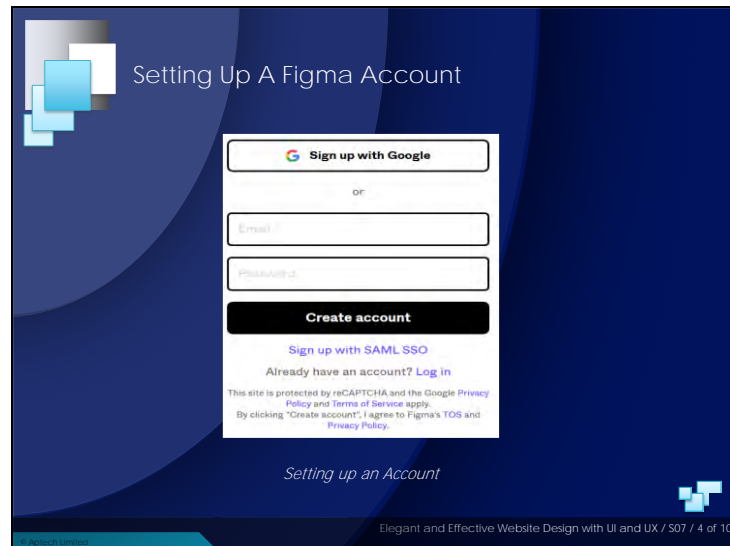 Setting Up A Figma Account
Sign up with Google
or
Email
Password
Create account
Sign up with SAML SSO
Already have an account? Log in
This site is protected by reCAPTCHA and the Google Privacy
Policy and Terms of Service apply.
By clicking "Create account", I agree to Figma's TOS and
Privacy Policy.
Setting up an Account
Elegant and Effective Website Design with UI and UX / S07 / 4 of 10
© Aptech Limited